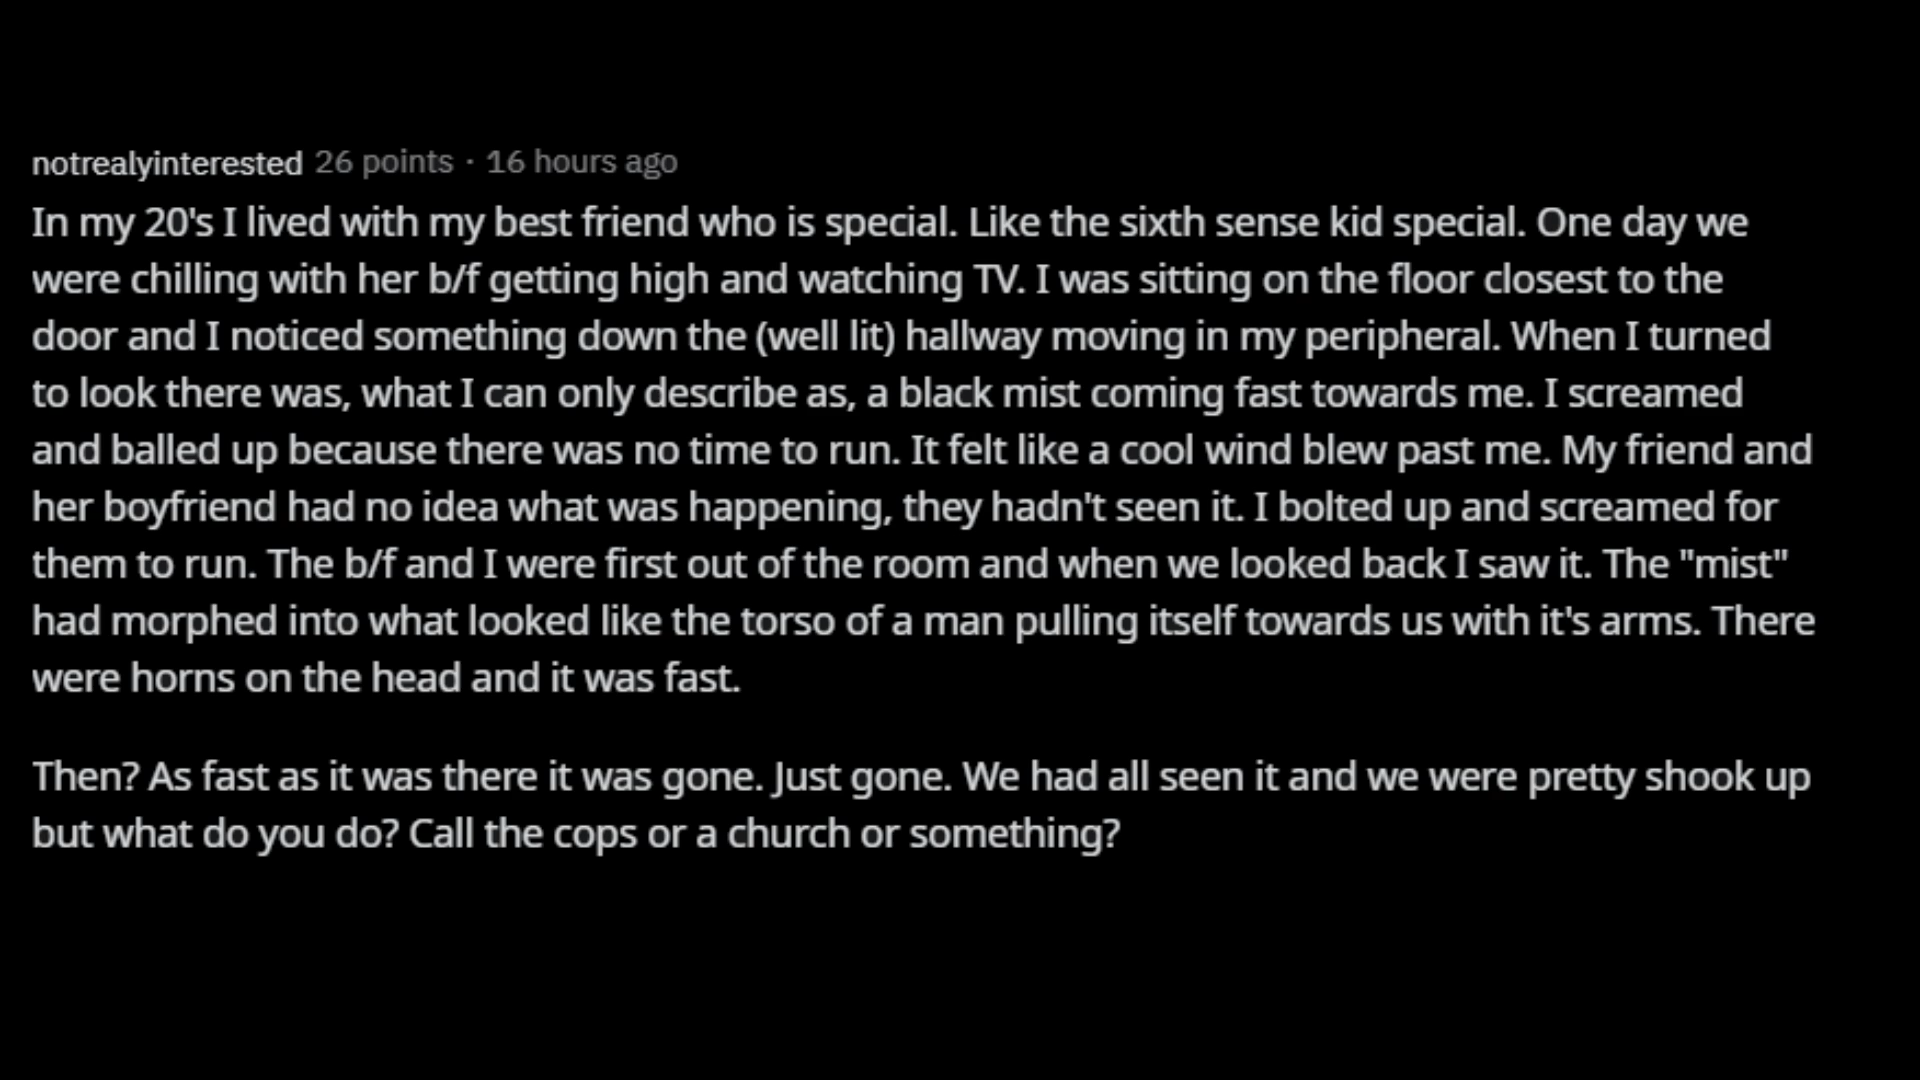 notrealyinterested 26 points · 16 hours ago
In my 20's I lived with my best friend who is special. Like the sixth sense kid special. One day we
were chilling with her b/f getting high and watching TV. I was sitting on the floor closest to the
door and I noticed something down the (well lit) hallway moving in my peripheral. When I turned
to look there was, what I can only describe as, a black mist coming fast towards me. I screamed
and balled up because there was no time to run. It felt like a cool wind blew past me. My friend and
her boyfriend had no idea what was happening, they hadn't seen it. I bolted up and screamed for
them to run. The b/f and I were first out of the room and when we looked back I saw it. The "mist"
had morphed into what looked like the torso of a man pulling itself towards us with it's arms. There
were horns on the head and it was fast.
Then? As fast as it was there it was gone. Just gone. We had all seen it and we were pretty shook up
but what do you do? Call the cops or a church or something?